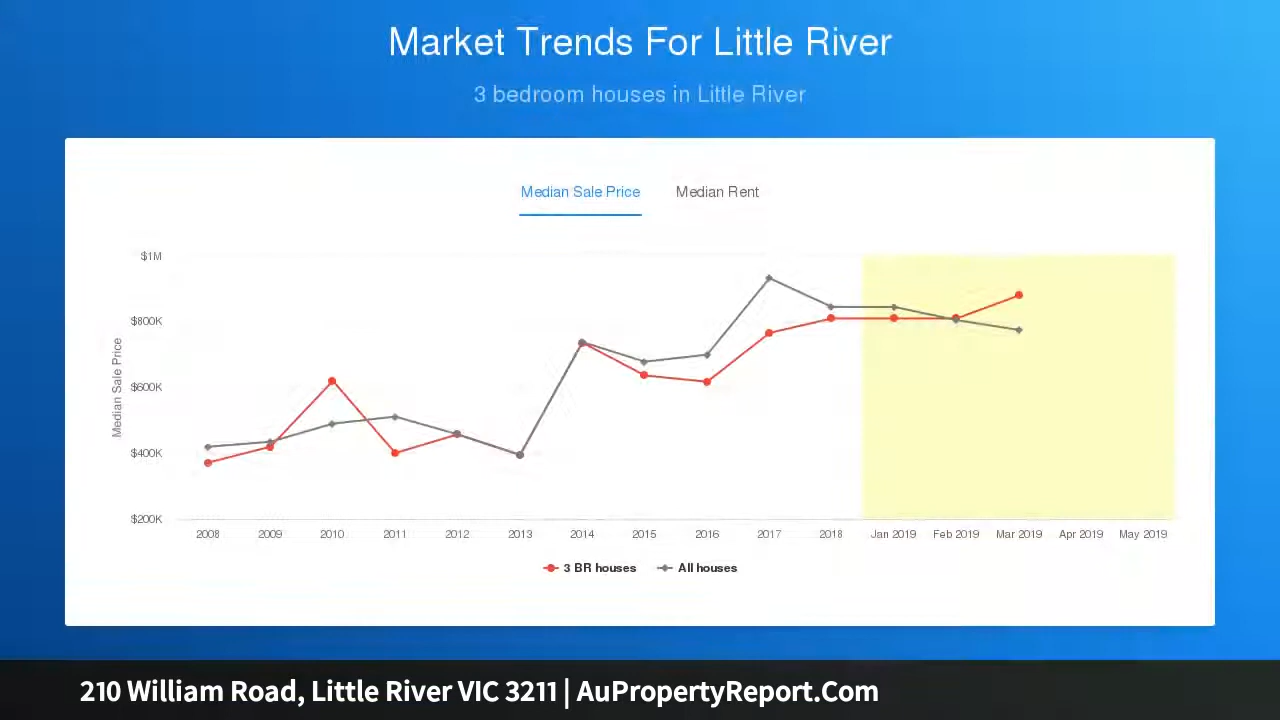 Market Trends For Little River
3 bedroom houses in Little River
Median Sale Price Median Rent
$1M
$800K
$600K
$400K
$200K
Median Sale Price
2008 2009 2010 2011 2012 2013 2014 2015 2016 2017 2018 Jan 2019 Feb 2019 Mar 2019 Apr 2019 May 2019
3 BR houses All houses
210 William Road, Little River VIC 3211 | AuPropertyReport.Com